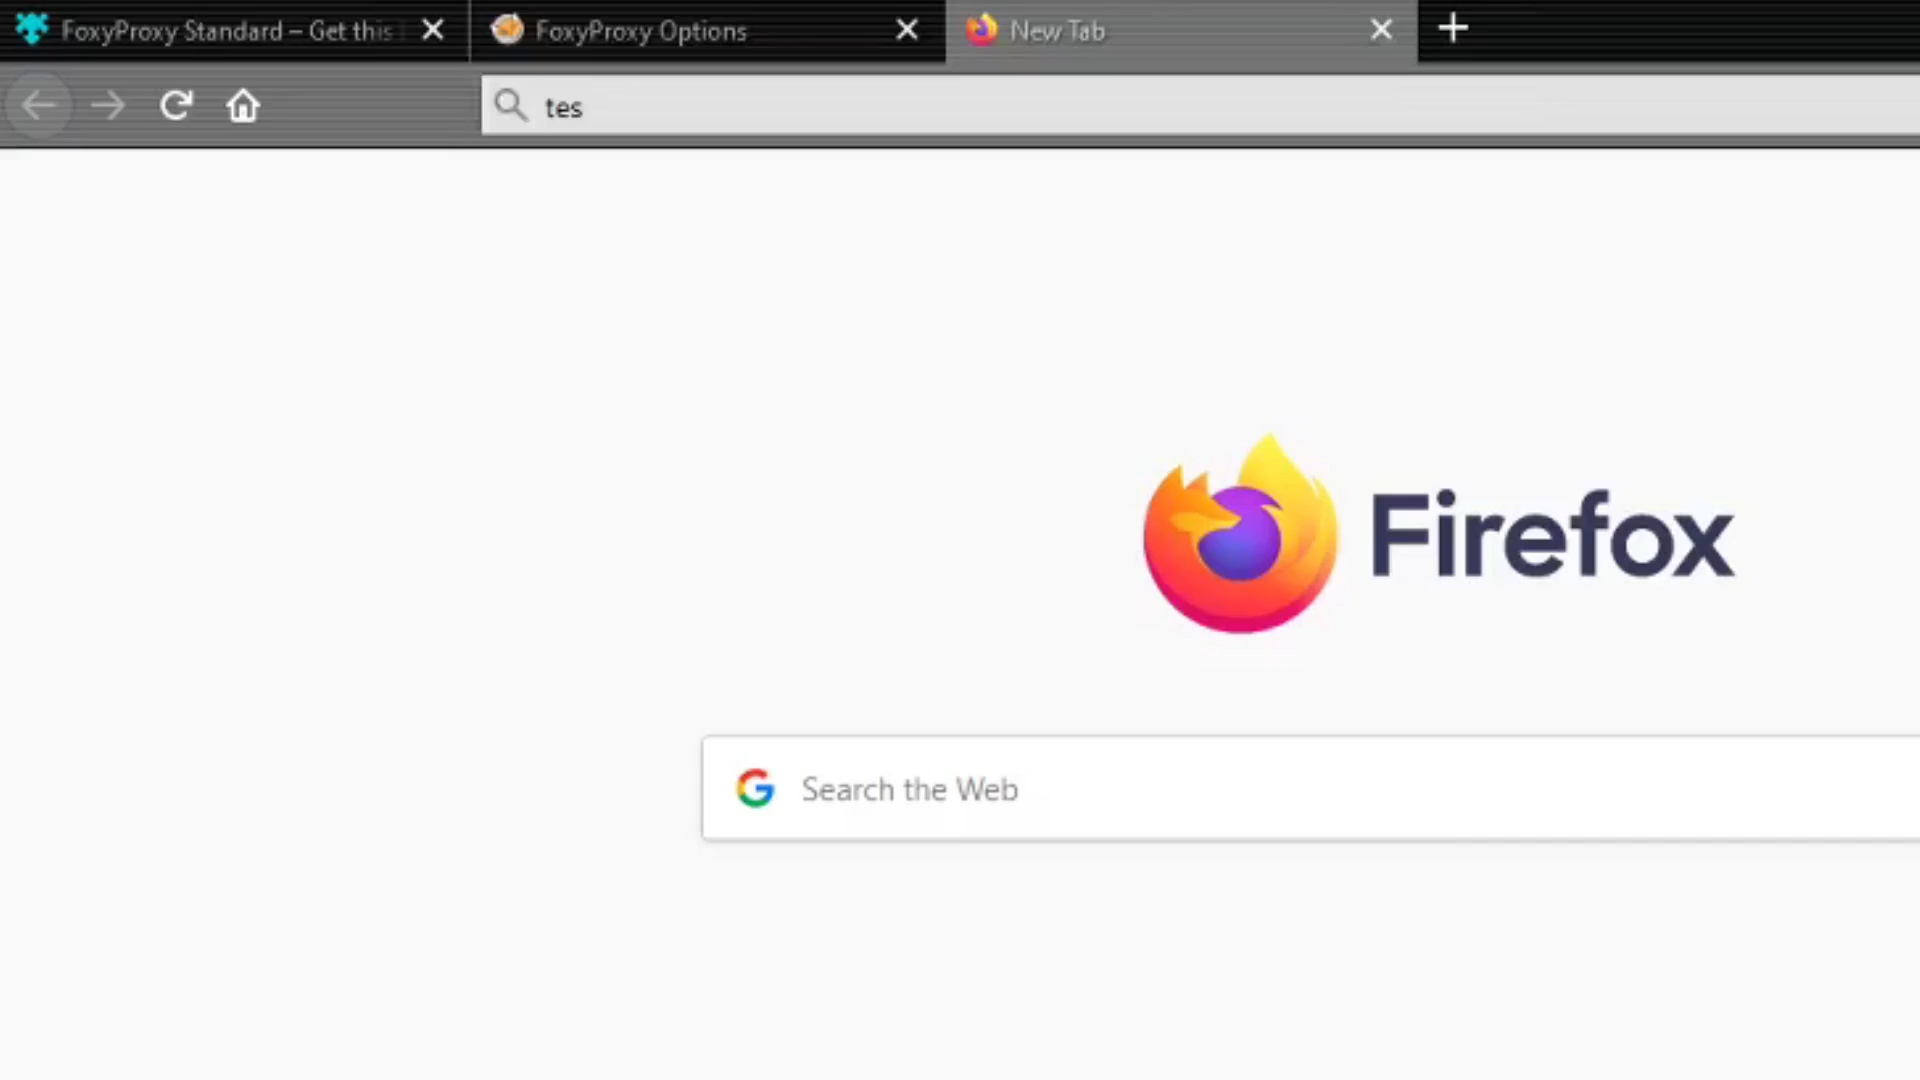 FoxyProxy Standard – Get this
FoxyProxy Options
New Tab
tes
Firefox
Search the Web